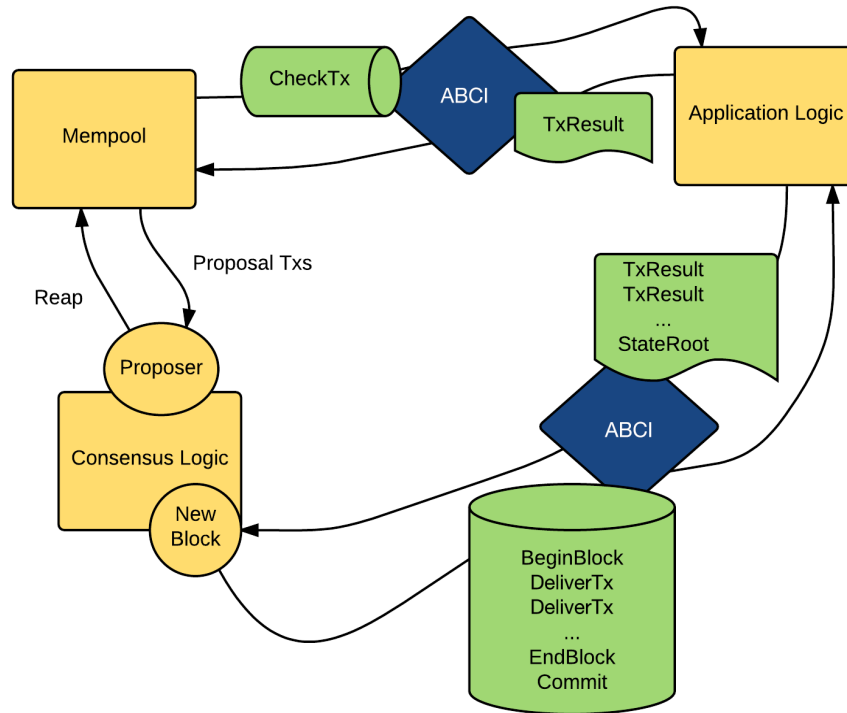 CheckTx
ABCI
TxResult
Mempool
Application Logic
Proposal Txs
Reap
TxResult
TxResult
...
StateRoot
Proposer
ABCI
Consensus Logic
New
Block
BeginBlock
DeliverTx
DeliverTx
...
EndBlock
Commit